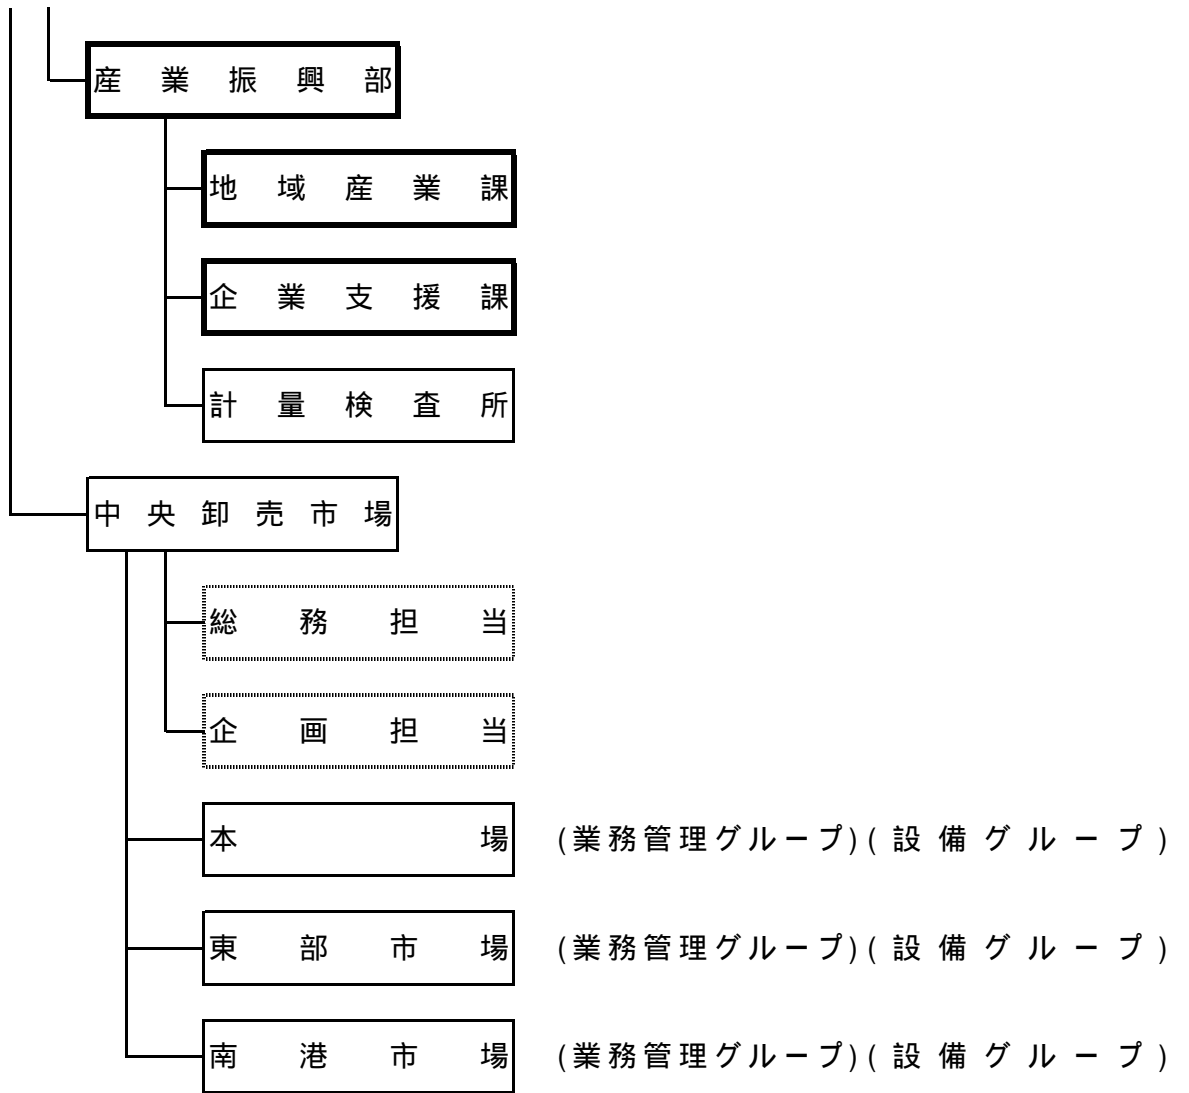 産業振興部
地域産業課
企業支援課
計量検査所
中央卸売市場
総務担当
企画担当
本場 (業務管理グループ)(設備グループ)
東部市場 (業務管理グループ)(設備グループ)
南港市場 (業務管理グループ)(設備グループ)